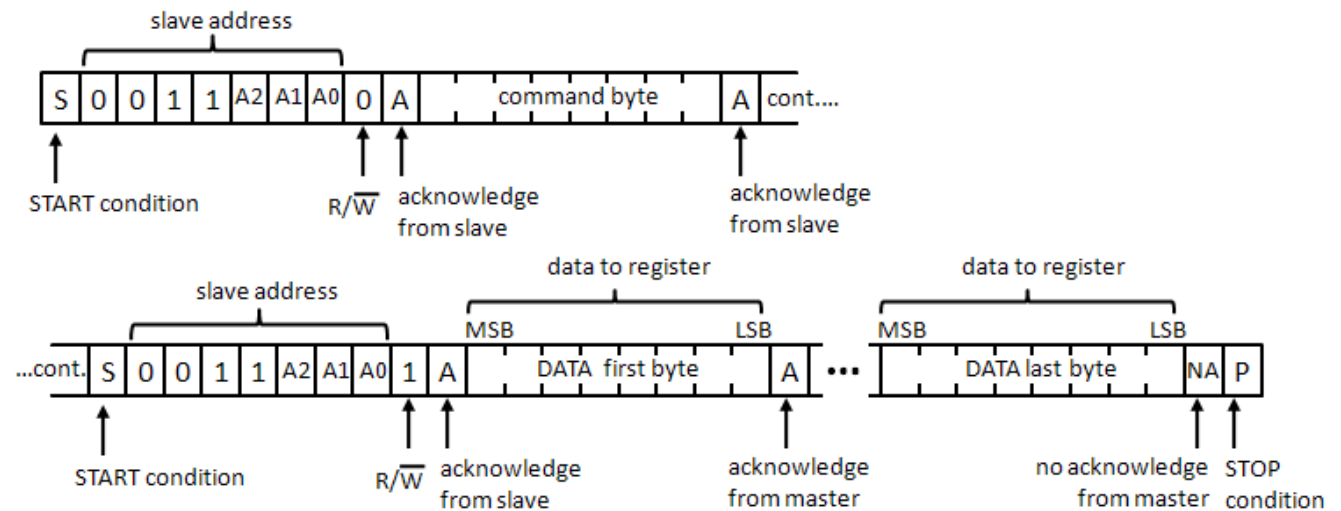 slave address
S 0 0 1 1 A2 A1 A0 0 A command byte A cont....
START condition
R/W
acknowledge
from slave
acknowledge
from slave
data to register
data to register
slave address
MSB LSB MSB LSB
...cont. S 0 0 1 1 A2 A1 A0 1 A DATA first byte A ••• DATA last byte NA P
START condition
R/W
acknowledge
from slave
acknowledge
from master
no acknowledge
from master
STOP
condition